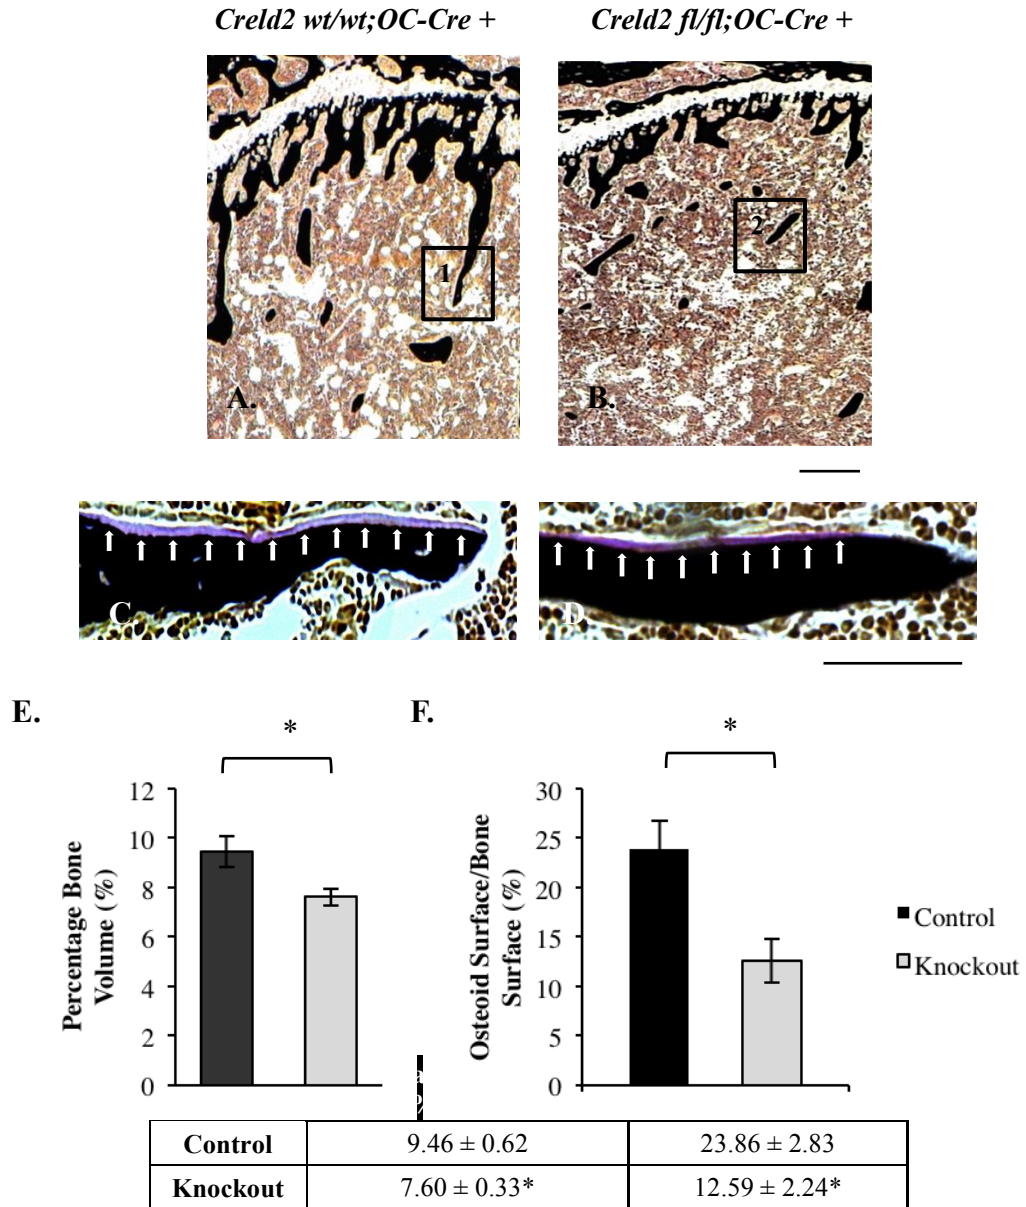 Creld2 wt/wt;OC-Cre +
Creld2 fl/fl;OC-Cre +
1
2
A.
B.
C.
D
E.
F.
*
*
12
10
8
6
4
2
0
Percentage Bone
Volume (%)
30
25
20
15
10
5
0
Osteoid Surface/Bone
Surface (%)
Control
Knockout
Control 9.46 ± 0.62 23.86 ± 2.83
Knockout 7.60 ± 0.33* 12.59 ± 2.24*